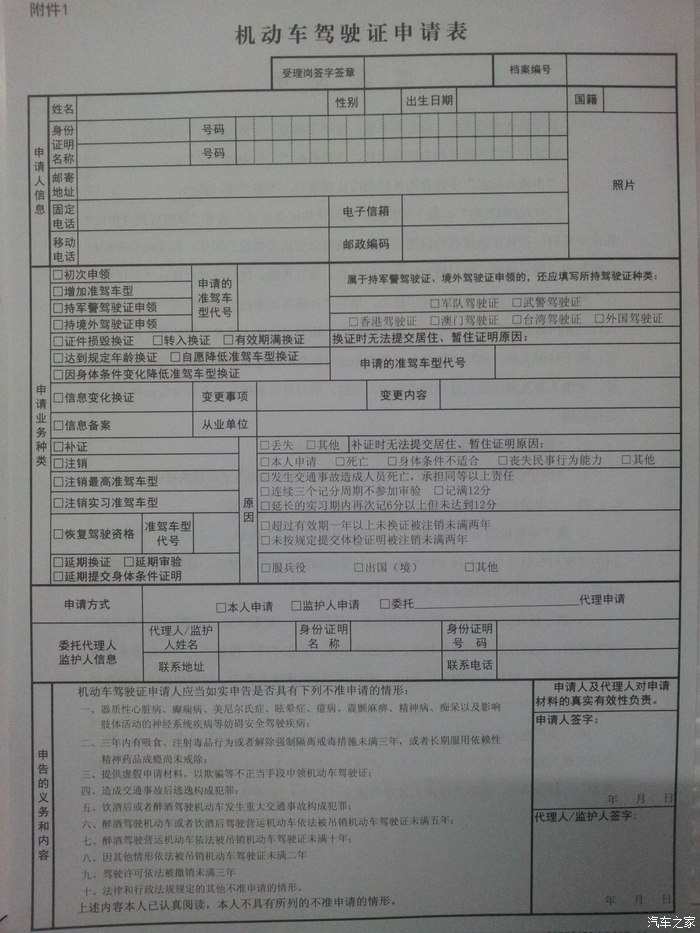 附件1
机动车驾驶证申请表
受理岗签字签章 档案编号
申请人信息
姓名 性别 出生日期 国籍
身份证明名称 号码
号码
照片
邮寄地址
固定电话 电子信箱
移动电话 邮政编码
申请业务种类
□初次申领
□增加准驾车型
□持军警驾驶证申领
□持境外驾驶证申领
申请的准驾车型代号
属于持军警驾驶证、境外驾驶证申领的，还应填写所持驾驶证种类：
□军队驾驶证 □武警驾驶证
□香港驾驶证 □澳门驾驶证 □台湾驾驶证 □外国驾驶证
□证件损毁换证 □转入换证 □有效期满换证
换证时无法提交居住、暂住证明原因：
□达到规定年龄换证 □自愿降低准驾车型换证
□因身体条件变化降低准驾车型换证
申请的准驾车型代号
□信息变化换证 变更事项 变更内容
□信息备案 从业单位
□补证
□丢失 □其他 补证时无法提交居住、暂住证明原因：
□注销
原因
□本人申请 □死亡 □身体条件不适合 □丧失民事行为能力 □其他
□注销最高准驾车型
□发生交通事故造成人员死亡，承担同等以上责任
□连续三个记分周期不参加审验 □记满12分
□注销实习准驾车型
□延长的实习期内再次记6分以上但未达到12分
□恢复驾驶资格 准驾车型代号
□超过有效期一年以上未换证被注销未满两年
□未按规定提交体检证明被注销未满两年
□延期换证 □延期审验
□延期提交身体条件证明
□服兵役 □出国（境） □其他
申请方式 □本人申请 □监护人申请 □委托 代理申请
委托代理人监护人信息
代理人/监护人姓名 身份证明名称 身份证明号码
联系地址 联系电话
申告的义务和内容
机动车驾驶证申请人应当如实申告是否具有下列不准申请的情形：
一、器质性心脏病、癫痫病、美尼尔氏症、眩晕症、癔病、震颤麻痹、精神病、痴呆以及影响
肢体活动的神经系统疾病等妨碍安全驾驶疾病；
二、三年内有吸食、注射毒品行为或者解除强制隔离戒毒措施未满三年，或者长期服用依赖性
精神药品成瘾尚未戒除；
三、提供虚假申请材料，以欺骗等不正当手段申领机动车驾驶证；
四、造成交通事故后逃逸构成犯罪；
五、饮酒后或者醉酒驾驶机动车发生重大交通事故构成犯罪；
六、醉酒驾驶机动车或者饮酒后驾驶营运机动车依法被吊销机动车驾驶证未满五年；
七、醉酒驾驶营运机动车依法被吊销机动车驾驶证未满十年；
八、因其他情形依法被吊销机动车驾驶证未满二年
九、驾驶许可依法被撤销未满三年
十、法律和行政法规规定的其他不准申请的情形。
上述内容本人已认真阅读，本人不具有所列的不准申请的情形。
申请人及代理人对申请
材料的真实有效性负责。
申请人签字：
年 月 日
代理人/监护人签字：
年 月 日
汽车之家